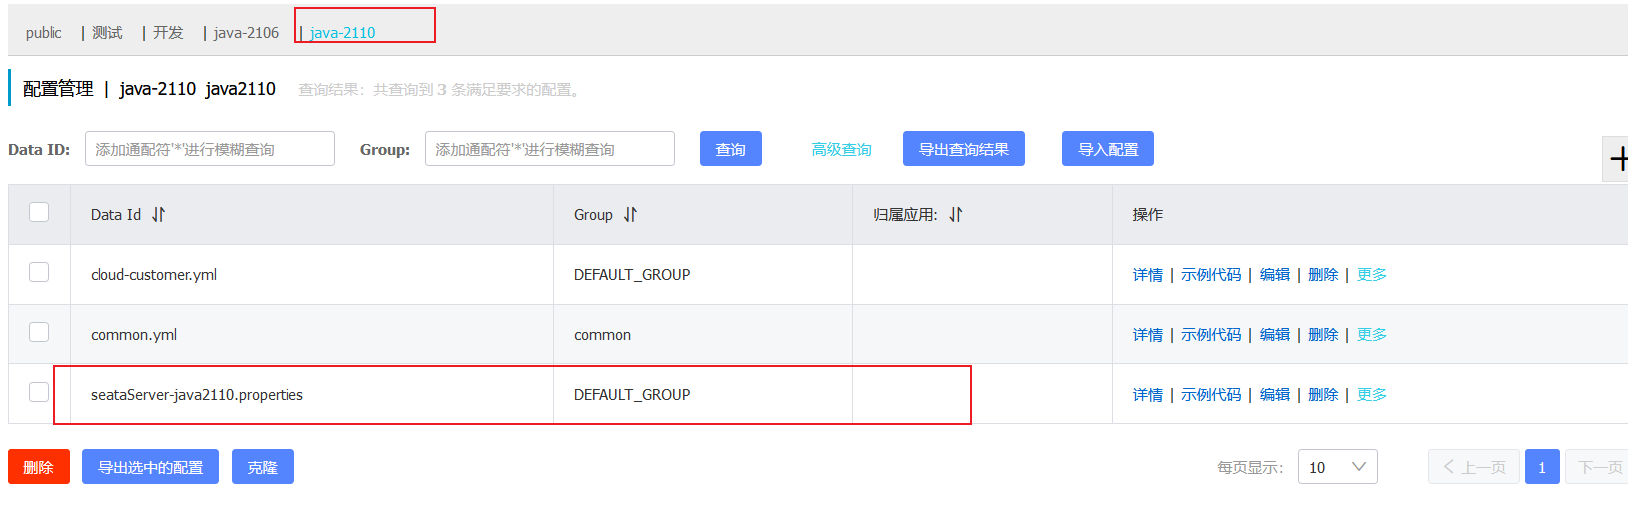 public | 测试 | 开发 | java-2106 | java-2110
配置管理 | java-2110 java2110 查询结果：共查询到 3 条满足要求的配置。
Data ID: 添加通配符'*'进行模糊查询 Group: 添加通配符'*'进行模糊查询 查询 高级查询 导出查询结果 导入配置
Data Id Group 归属应用: 操作
cloud-customer.yml DEFAULT_GROUP 详情 | 示例代码 | 编辑 | 删除 | 更多
common.yml common 详情 | 示例代码 | 编辑 | 删除 | 更多
seataServer-java2110.properties DEFAULT_GROUP 详情 | 示例代码 | 编辑 | 删除 | 更多
删除 导出选中的配置 克隆 每页显示: 10 上一页 1 下一页